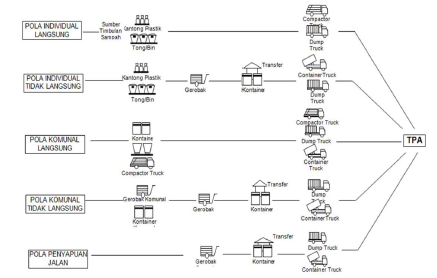 POLA INDIVIDUAL
LANGSUNG
Sumber
Timbulan
Sampah
Kantong Plastik
Tong/Bin
Compactor
Dump
Truck
POLA INDIVIDUAL
TIDAK LANGSUNG
Kantong Plastik
Tong/Bin
Gerobak
Transfer
Kontainer
Container Truck
Dump
Truck
POLA KOMUNAL
LANGSUNG
Kontaine
Compactor Truck
Compactor Truck
Dump Truck
Container
Truck
TPA
POLA KOMUNAL
TIDAK LANGSUNG
Gerobak Komunal
Kontainer
Gerobak
Transfer
Kontainer
Dump
Truck
Container Truck
POLA PENYAPUAN
JALAN
Gerobak
Transfer
Kontainer
Dump Truck
Container Truck